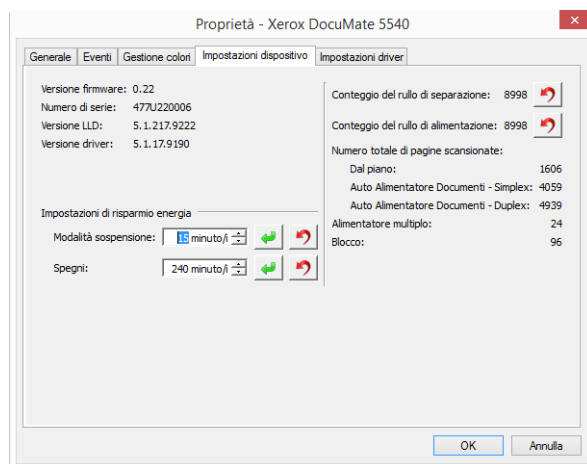 Proprietà - Xerox DocuMate 5540
Generale Eventi Gestione colori Impostazioni dispositivo Impostazioni driver
Versione firmware: 0.22
Numero di serie: 477U220006
Versione LLD: 5.1.217.9222
Versione driver: 5.1.17.9190
Impostazioni di risparmio energia
Modalità sospensione: 15 minuto/i
Spegni: 240 minuto/i
Conteggio del rullo di separazione: 8998
Conteggio del rullo di alimentazione: 8998
Numero totale di pagine scansionate:
Dal piano: 1606
Auto Alimentatore Documenti - Simplex: 4059
Auto Alimentatore Documenti - Duplex: 4939
Alimentatore multiplo: 24
Blocco: 96
OK Annulla